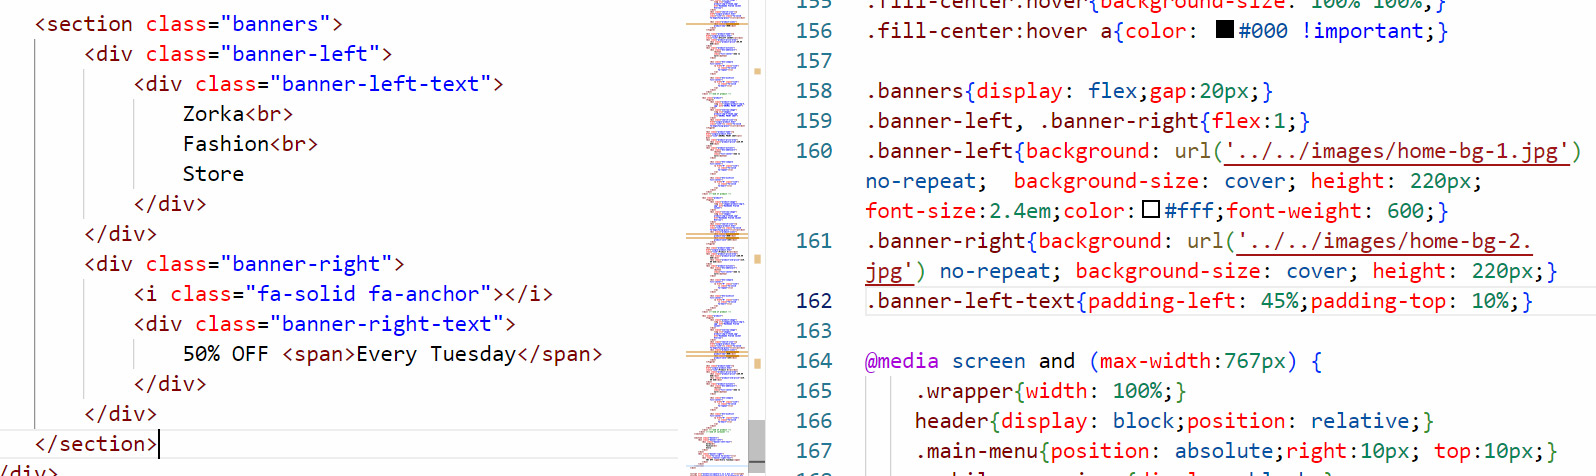 <section class="banners">
<div class="banner-left">
<div class="banner-left-text">
Zorka<br>
Fashion<br>
Store
</div>
</div>
<div class="banner-right">
<i class="fa-solid fa-anchor"></i>
<div class="banner-right-text">
50% OFF <span>Every Tuesday</span>
</div>
</div>
</section>
/div>
155 .fill-center:hover{background-size: 100% 100%;}
156 .fill-center:hover a{color: #000 !important;}
157
158 .banners{display: flex;gap:20px;}
159 .banner-left, .banner-right{flex:1;}
160 .banner-left{background: url('../../images/home-bg-1.jpg')
no-repeat;  background-size: cover; height: 220px;
font-size:2.4em;color:#fff;font-weight: 600;}
161 .banner-right{background: url('../../images/home-bg-2.
jpg') no-repeat; background-size: cover; height: 220px;}
162 .banner-left-text{padding-left: 45%;padding-top: 10%;}
163
164 @media screen and (max-width:767px) {
165 .wrapper{width: 100%;}
166 header{display: block;position: relative;}
167 .main-menu{position: absolute;right:10px; top:10px;}